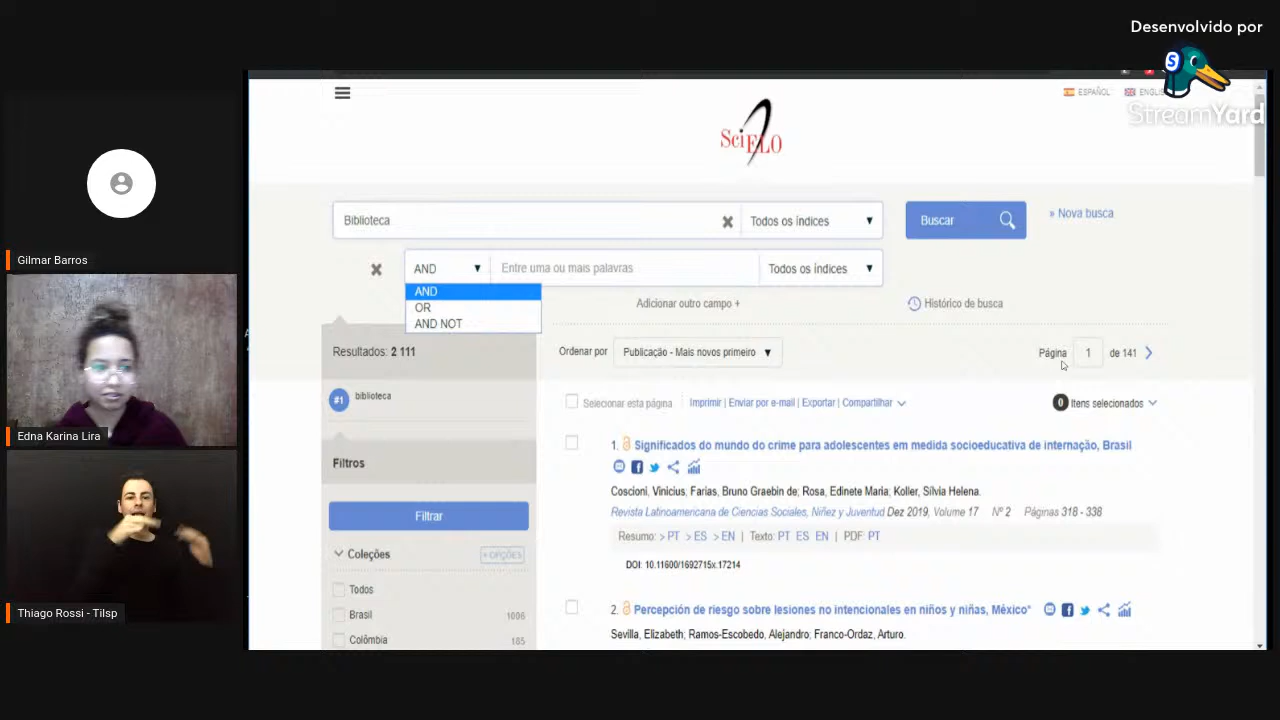 Desenvolvido por
StreamYard
ESPAÑOL
SciELO
Biblioteca
Todos os índices
Buscar
» Nova busca
AND
Entre uma ou mais palavras
Todos os índices
AND
OR
AND NOT
Adicionar outro campo +
Histórico de busca
Resultados: 2 111
Ordenar por
Publicação - Mais novos primeiro
Página 1 de 141
#1 biblioteca
Selecionar esta página
Imprimir | Enviar por e-mail | Exportar | Compartilhar
0 Itens selecionados
Filtros
Filtrar
Coleções
+ OPÇÕES
Todos
Brasil 1006
Colômbia 185
1. Significados do mundo do crime para adolescentes em medida socioeducativa de internação, Brasil
Coscioni, Vinicius; Farias, Bruno Graebin de; Rosa, Edinete Maria; Koller, Sílvia Helena.
Revista Latinoamericana de Ciencias Sociales, Niñez y Juventud Dez 2019, Volume 17 Nº 2 Páginas 318 - 338
Resumo: > PT > ES > EN | Texto: PT ES EN | PDF: PT
DOI: 10.11600/1692715x.17214
2. Percepción de riesgo sobre lesiones no intencionales en niños y niñas, México*
Sevilla, Elizabeth; Ramos-Escobedo, Alejandro; Franco-Ordaz, Arturo.
Gilmar Barros
Edna Karina Lira
Thiago Rossi - Tilsp